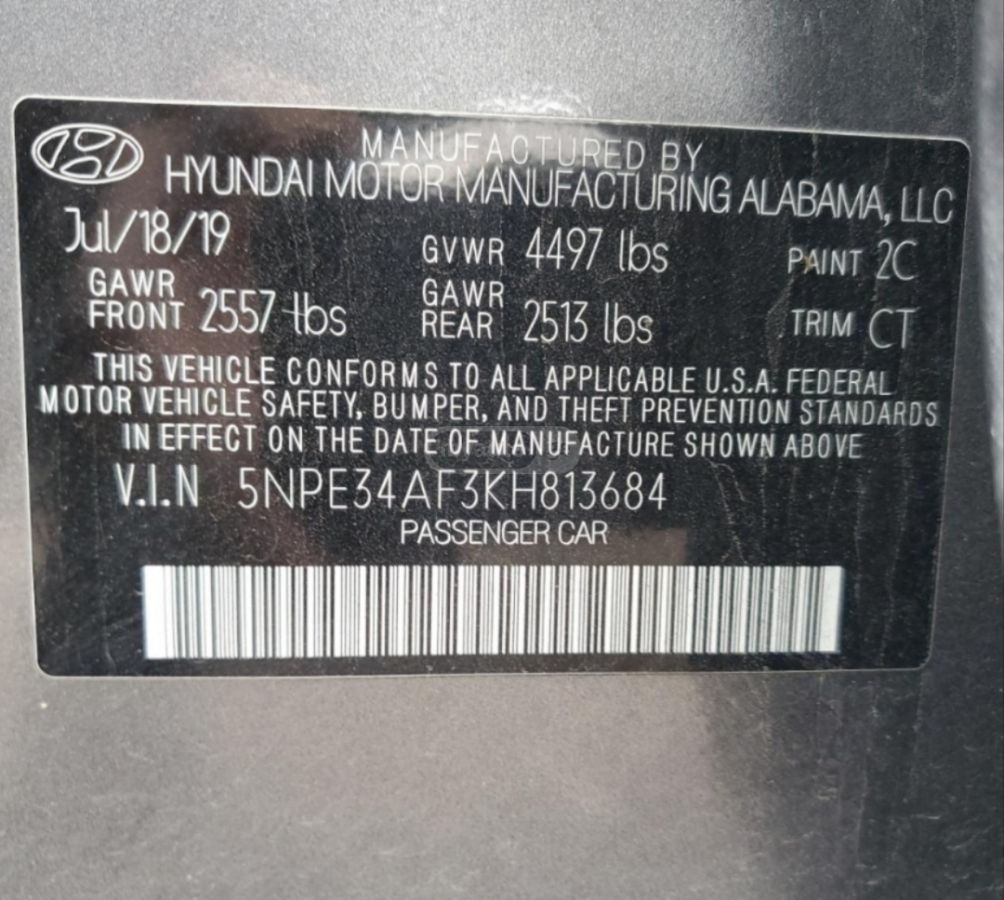 MANUFACTURED BY
HYUNDAI MOTOR MANUFACTURING ALABAMA, LLC
Jul/18/19 GVWR 4497 lbs PAINT 2C
GAWR FRONT 2557 lbs GAWR REAR 2513 lbs TRIM CT
THIS VEHICLE CONFORMS TO ALL APPLICABLE U.S.A. FEDERAL
MOTOR VEHICLE SAFETY, BUMPER, AND THEFT PREVENTION STANDARDS
IN EFFECT ON THE DATE OF MANUFACTURE SHOWN ABOVE
V.I.N 5NPE34AF3KH813684
PASSENGER CAR